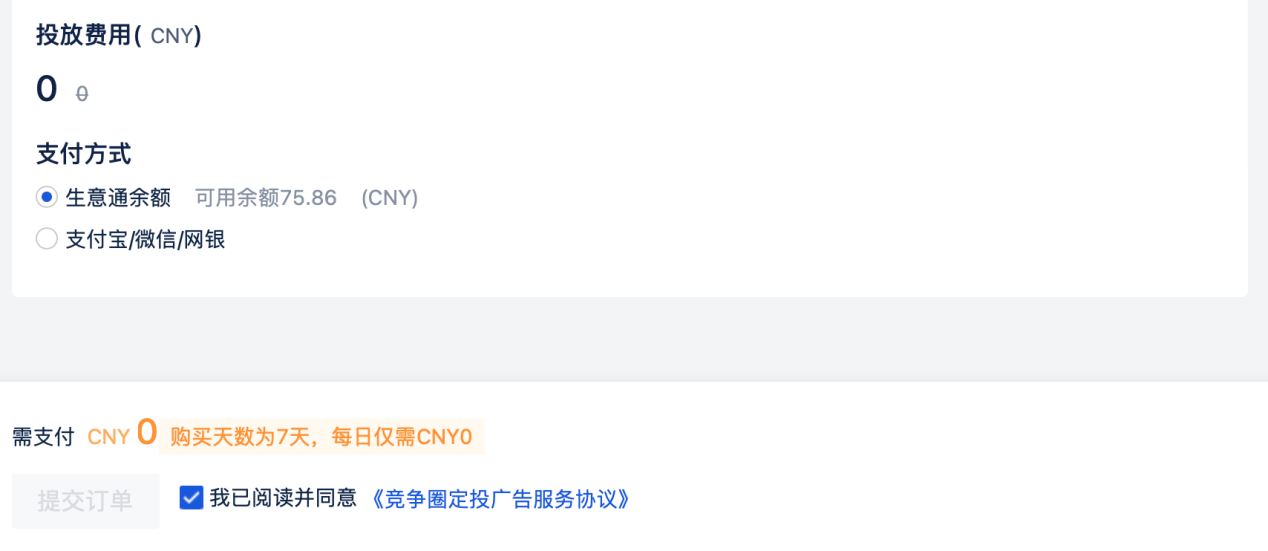 投放费用( CNY)
0 0
支付方式
生意通余额 可用余额75.86 (CNY)
支付宝/微信/网银
需支付 CNY 0 购买天数为7天，每日仅需CNY0
提交订单 我已阅读并同意 《竞争圈定投广告服务协议》